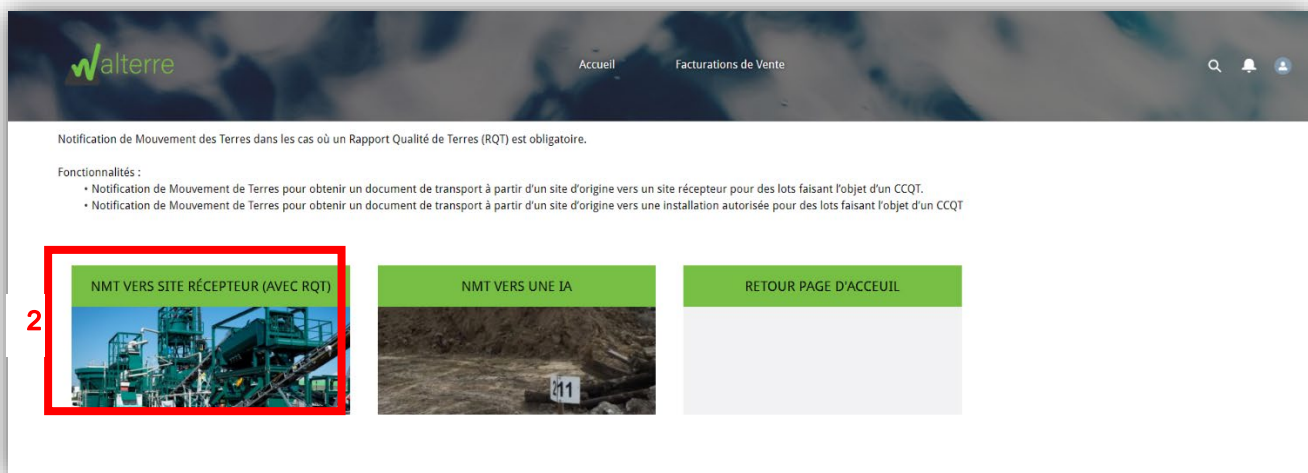 Walterre
Accueil Facturations de Vente
Notification de Mouvement des Terres dans les cas où un Rapport Qualité de Terres (RQT) est obligatoire.
Fonctionnalités :
• Notification de Mouvement de Terres pour obtenir un document de transport à partir d'un site d'origine vers un site récepteur pour des lots faisant l'objet d'un CCQT.
• Notification de Mouvement de Terres pour obtenir un document de transport à partir d'un site d'origine vers une installation autorisée pour des lots faisant l'objet d'un CCQT
2
NMT VERS SITE RÉCEPTEUR (AVEC RQT)
NMT VERS UNE IA
RETOUR PAGE D'ACCEUIL
211